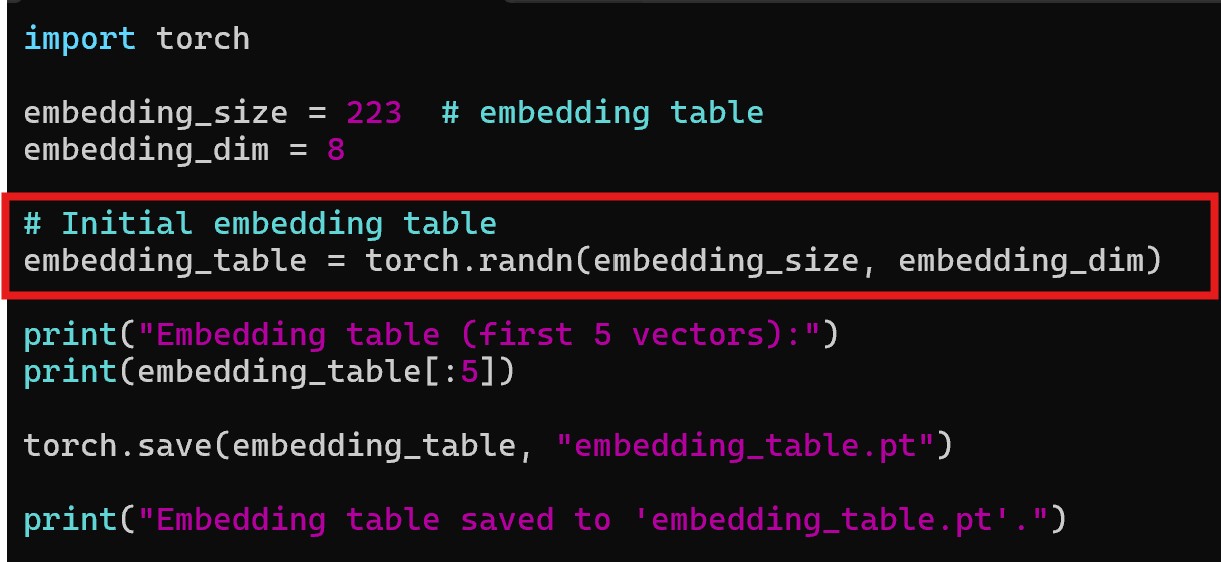 import torch
embedding_size = 223  # embedding table
embedding_dim = 8
# Initial embedding table
embedding_table = torch.randn(embedding_size, embedding_dim)
print("Embedding table (first 5 vectors):")
print(embedding_table[:5])
torch.save(embedding_table, "embedding_table.pt")
print("Embedding table saved to 'embedding_table.pt'.")